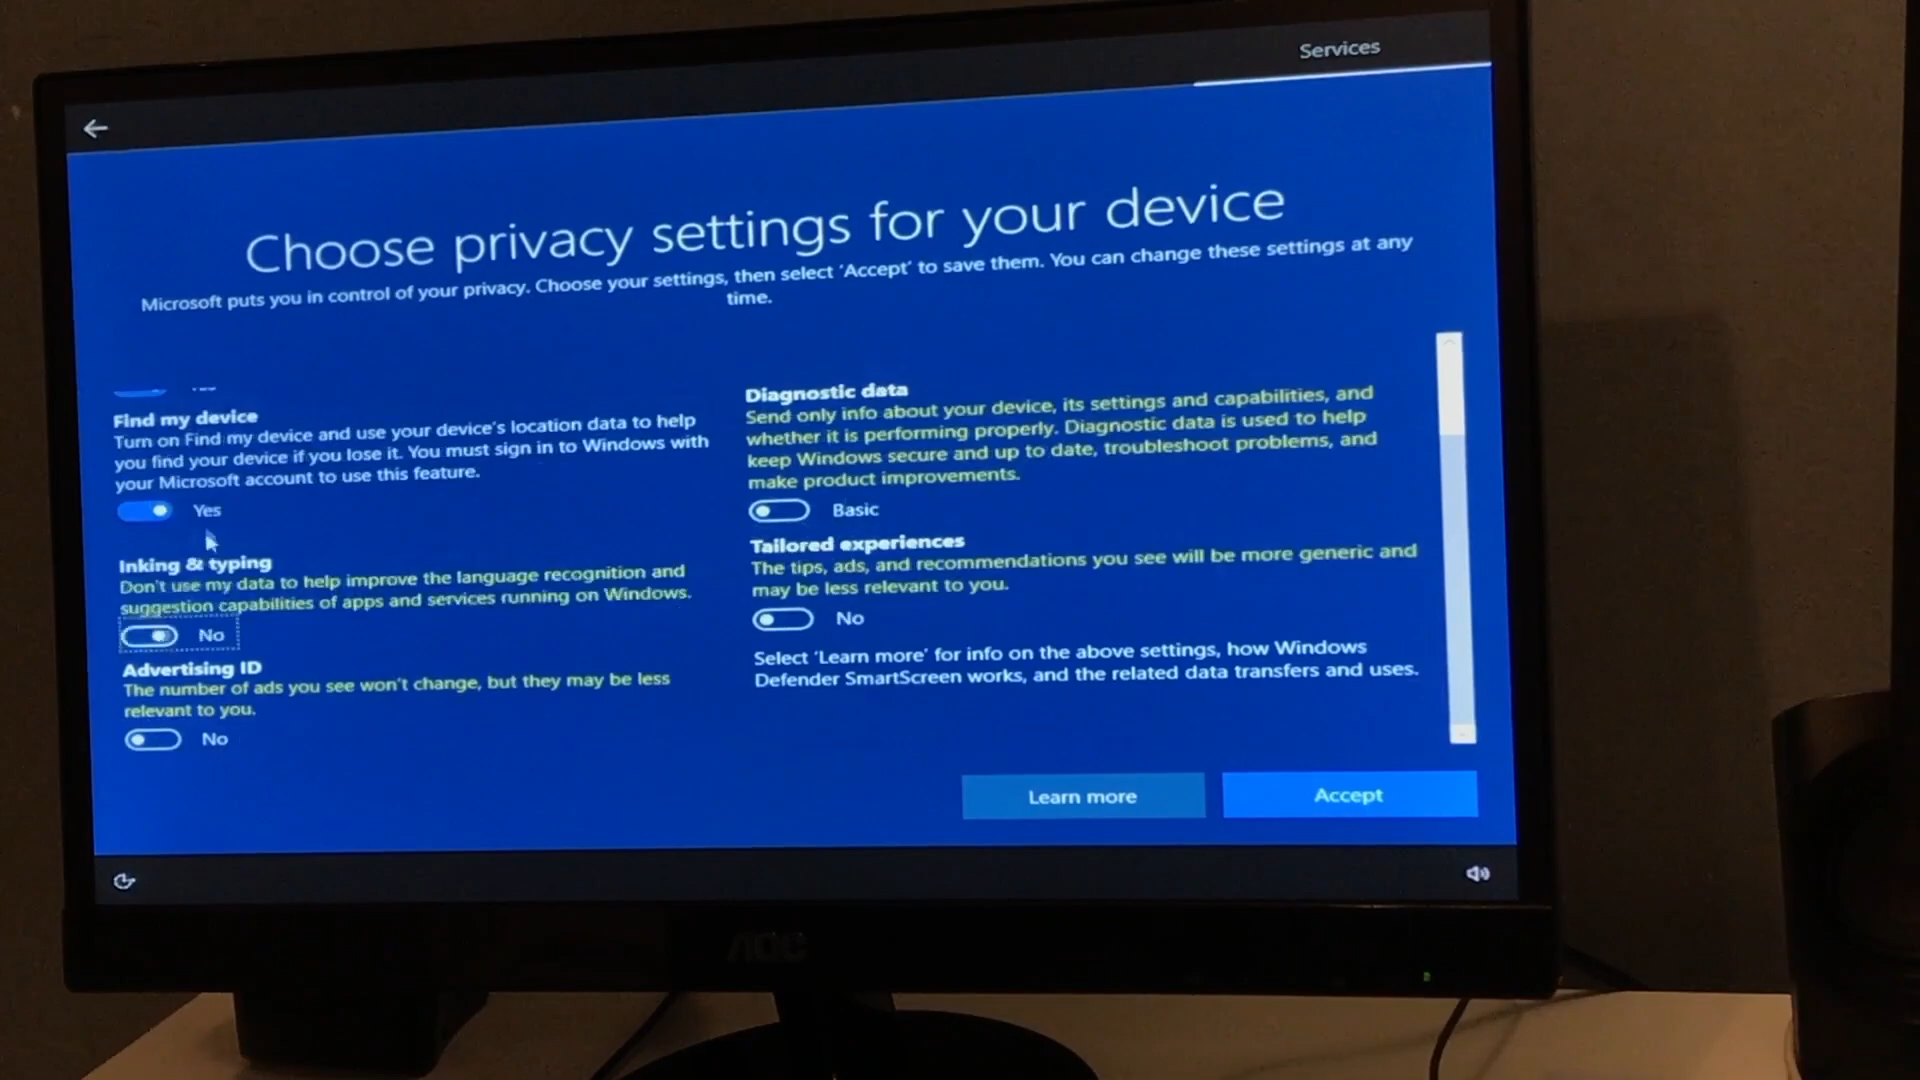 Services
Choose privacy settings for your device
Microsoft puts you in control of your privacy. Choose your settings, then select 'Accept' to save them. You can change these settings at any
time.
Find my device
Turn on Find my device and use your device's location data to help
you find your device if you lose it. You must sign in to Windows with
your Microsoft account to use this feature.
Yes
Inking & typing
Don't use my data to help improve the language recognition and
suggestion capabilities of apps and services running on Windows.
No
Advertising ID
The number of ads you see won't change, but they may be less
relevant to you.
No
Diagnostic data
Send only info about your device, its settings and capabilities, and
whether it is performing properly. Diagnostic data is used to help
keep Windows secure and up to date, troubleshoot problems, and
make product improvements.
Basic
Tailored experiences
The tips, ads, and recommendations you see will be more generic and
may be less relevant to you.
No
Select 'Learn more' for info on the above settings, how Windows
Defender SmartScreen works, and the related data transfers and uses.
Learn more
Accept
AOC